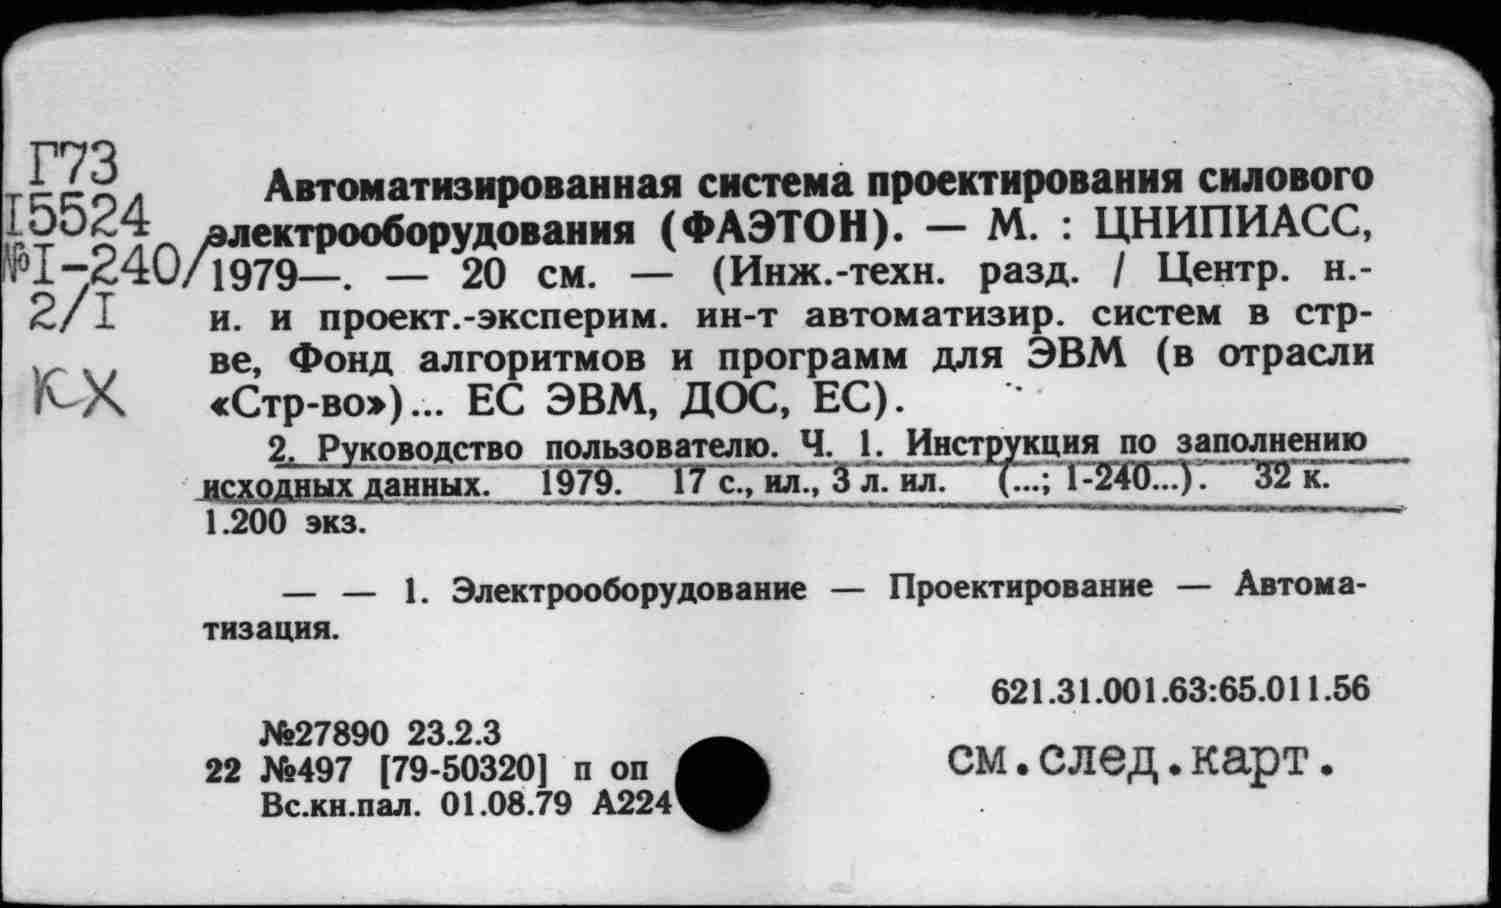 Г73
I5524
№I-240/
2/I
КХ
Автоматизированная система проектирования силового
электрооборудования (ФАЭТОН). — М. : ЦНИПИАСС,
1979—. — 20 см. — (Инж.-техн. разд. / Центр. н.-
и. и проект.-эксперим. ин-т автоматизир. систем в стр-
ве, Фонд алгоритмов и программ для ЭВМ (в отрасли
«Стр-во»)... ЕС ЭВМ, ДОС, ЕС).
2. Руководство пользователю. Ч. 1. Инструкция по заполнению
исходных данных. 1979. 17 с., ил., 3 л. ил. (...; 1-240...). 32 к.
1.200 экз.
— — 1. Электрооборудование — Проектирование — Автома-
тизация.
621.31.001.63:65.011.56
№27890 23.2.3
22 №497 [79-50320] п оп
Вс.кн.пал. 01.08.79 А224
см.след.карт.